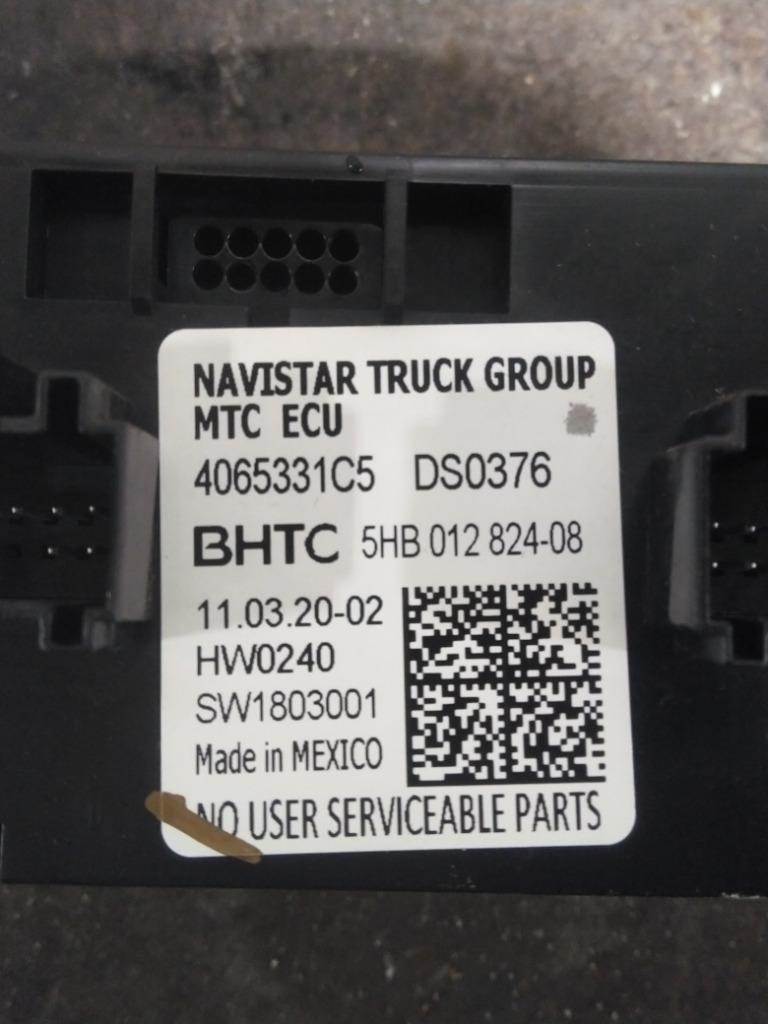 NAVISTAR TRUCK GROUP
MTC ECU
4065331C5 DS0376
BHTC 5HB 012 824-08
11.03.20-02
HW0240
SW1803001
Made in MEXICO
NO USER SERVICEABLE PARTS